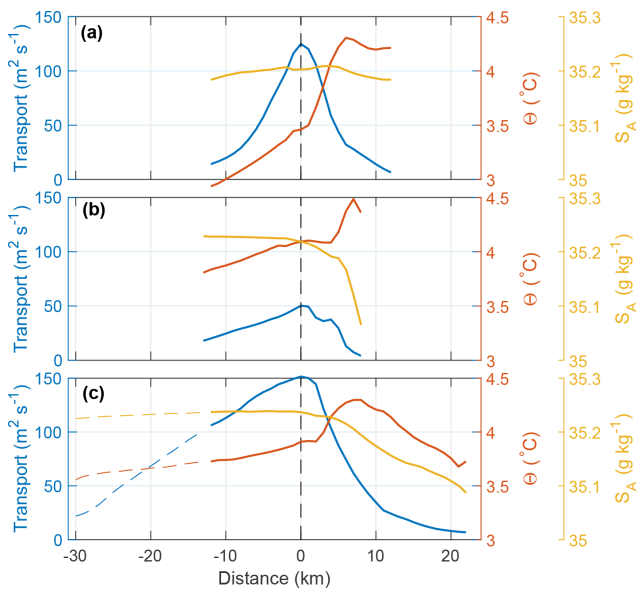 (a)
Transport (m² s⁻¹)
150
100
50
0
4.5
4
3.5
3
Θ (°C)
35.3
35.2
35.1
35
S_A (g kg⁻¹)
(b)
Transport (m² s⁻¹)
150
100
50
0
4.5
4
3.5
3
Θ (°C)
35.3
35.2
35.1
35
S_A (g kg⁻¹)
(c)
Transport (m² s⁻¹)
150
100
50
0
4.5
4
3.5
3
Θ (°C)
35.3
35.2
35.1
35
S_A (g kg⁻¹)
-30 -20 -10 0 10 20
Distance (km)